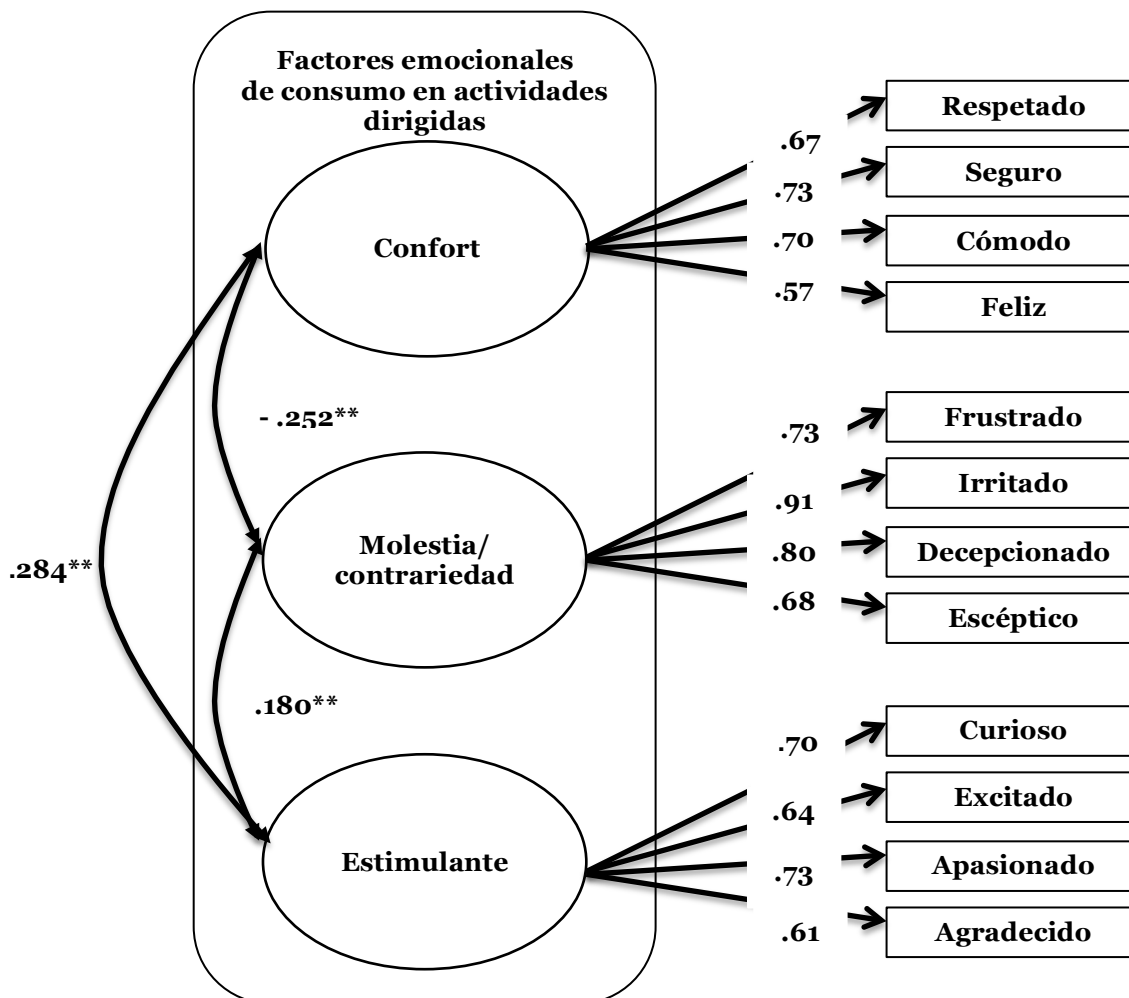 Factores emocionales
de consumo en actividades
dirigidas
Confort
.67
.73
.70
.57
Respetado
Seguro
Cómodo
Feliz
- .252**
.284**
Molestia/
contrariedad
.73
.91
.80
.68
Frustrado
Irritado
Decepcionado
Escéptico
.180**
Estimulante
.70
.64
.73
.61
Curioso
Excitado
Apasionado
Agradecido